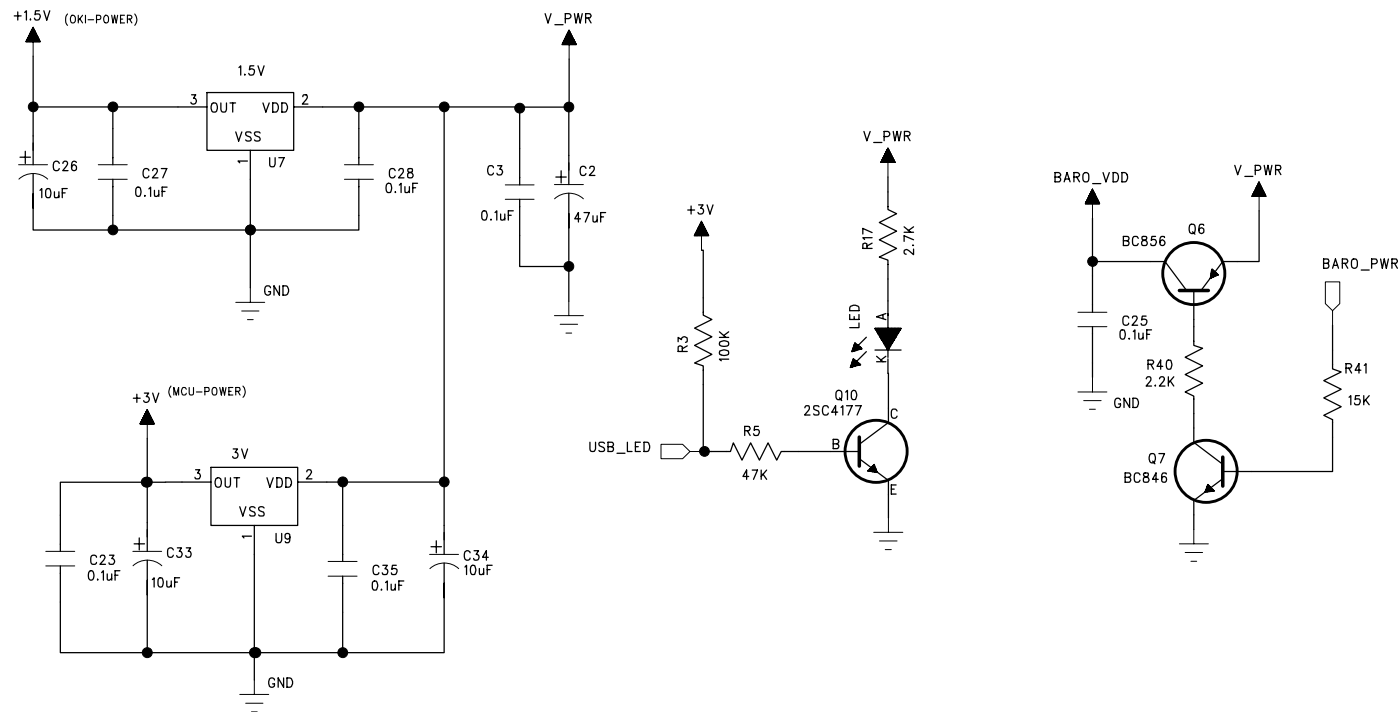 +1.5V (OKI-POWER)
V_PWR
1.5V
3 OUT VDD 2
VSS
1 U7
+ C26
10uF
C27
0.1uF
C28
0.1uF
C3
0.1uF
+ C2
47uF
GND
+3V (MCU-POWER)
3V
3 OUT VDD 2
VSS
1 U9
C23
0.1uF
+ C33
10uF
C35
0.1uF
+ C34
10uF
GND
V_PWR
R17
2.7K
+3V
R3
100K
LED
A
K
Q10
2SC4177
C
B
E
USB_LED
R5
47K
BARO_VDD
V_PWR
Q6
BC856
BARO_PWR
C25
0.1uF
GND
R40
2.2K
R41
15K
Q7
BC846